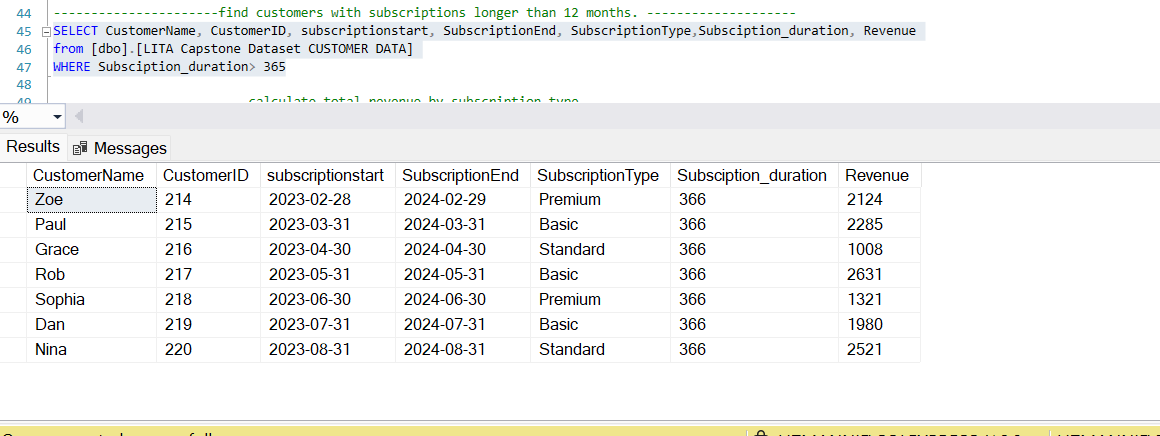 44 ----------------------find customers with subscriptions longer than 12 months. --------------------
45 SELECT CustomerName, CustomerID, subscriptionstart, SubscriptionEnd, SubscriptionType,Subsciption_duration, Revenue
46 from [dbo].[LITA Capstone Dataset CUSTOMER DATA]
47 WHERE Subsciption_duration> 365
48
49 calculate total revenue by subscription type
%
Results Messages
CustomerName CustomerID subscriptionstart SubscriptionEnd SubscriptionType Subsciption_duration Revenue
Zoe 214 2023-02-28 2024-02-29 Premium 366 2124
Paul 215 2023-03-31 2024-03-31 Basic 366 2285
Grace 216 2023-04-30 2024-04-30 Standard 366 1008
Rob 217 2023-05-31 2024-05-31 Basic 366 2631
Sophia 218 2023-06-30 2024-06-30 Premium 366 1321
Dan 219 2023-07-31 2024-07-31 Basic 366 1980
Nina 220 2023-08-31 2024-08-31 Standard 366 2521